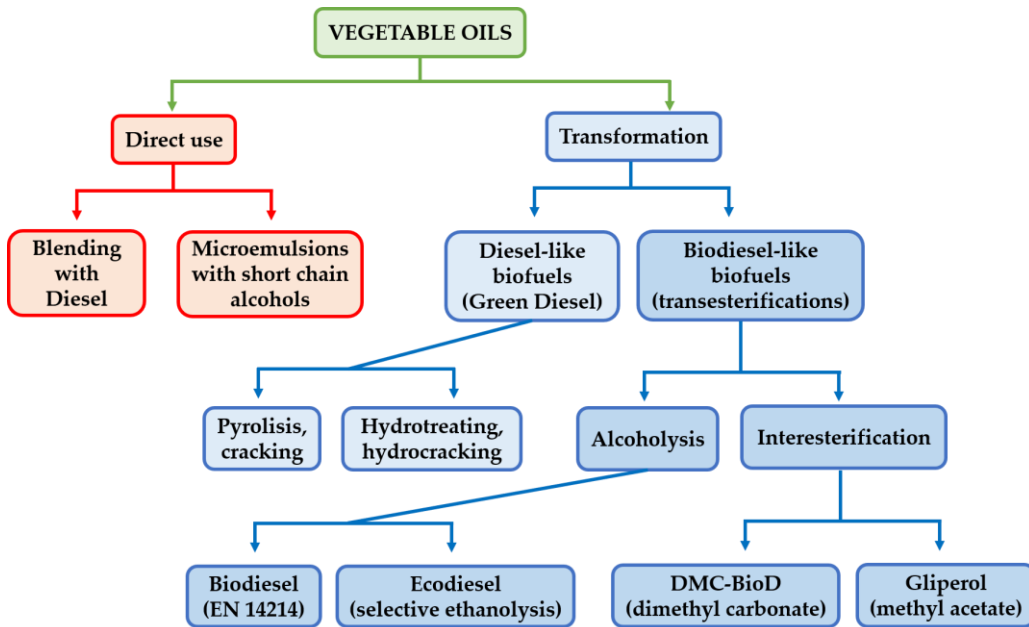 VEGETABLE OILS
Direct use
Transformation
Blending
with
Diesel
Microemulsions
with short chain
alcohols
Diesel-like
biofuels
(Green Diesel)
Biodiesel-like
biofuels
(transesterifications)
Pyrolisis,
cracking
Hydrotreating,
hydrocracking
Alcoholysis
Interesterification
Biodiesel
(EN 14214)
Ecodiesel
(selective ethanolysis)
DMC-BioD
(dimethyl carbonate)
Gliperol
(methyl acetate)